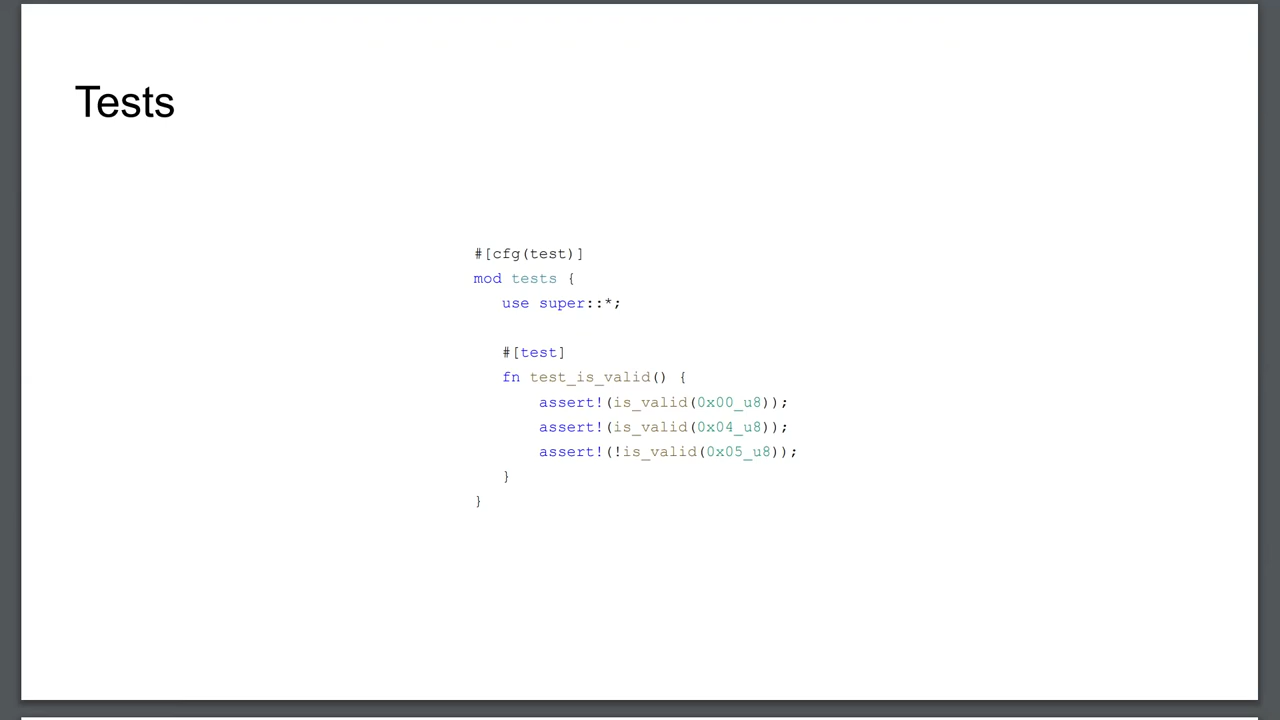 Tests
#[cfg(test)]
mod tests {
use super::*;
#[test]
fn test_is_valid() {
assert!(is_valid(0x00_u8));
assert!(is_valid(0x04_u8));
assert!(!is_valid(0x05_u8));
}
}